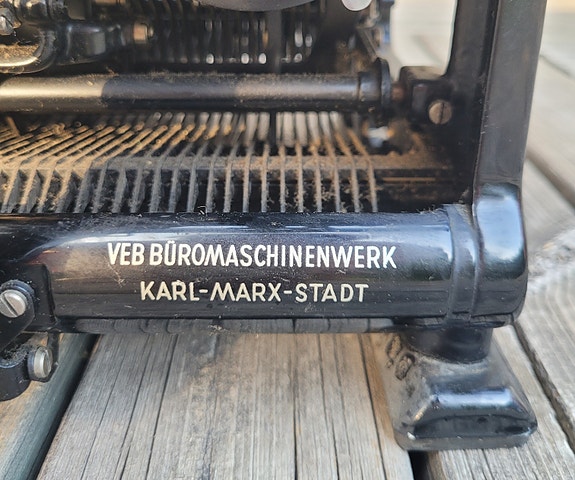 VEB BÜROMASCHINENWERK
KARL-MARX-STADT